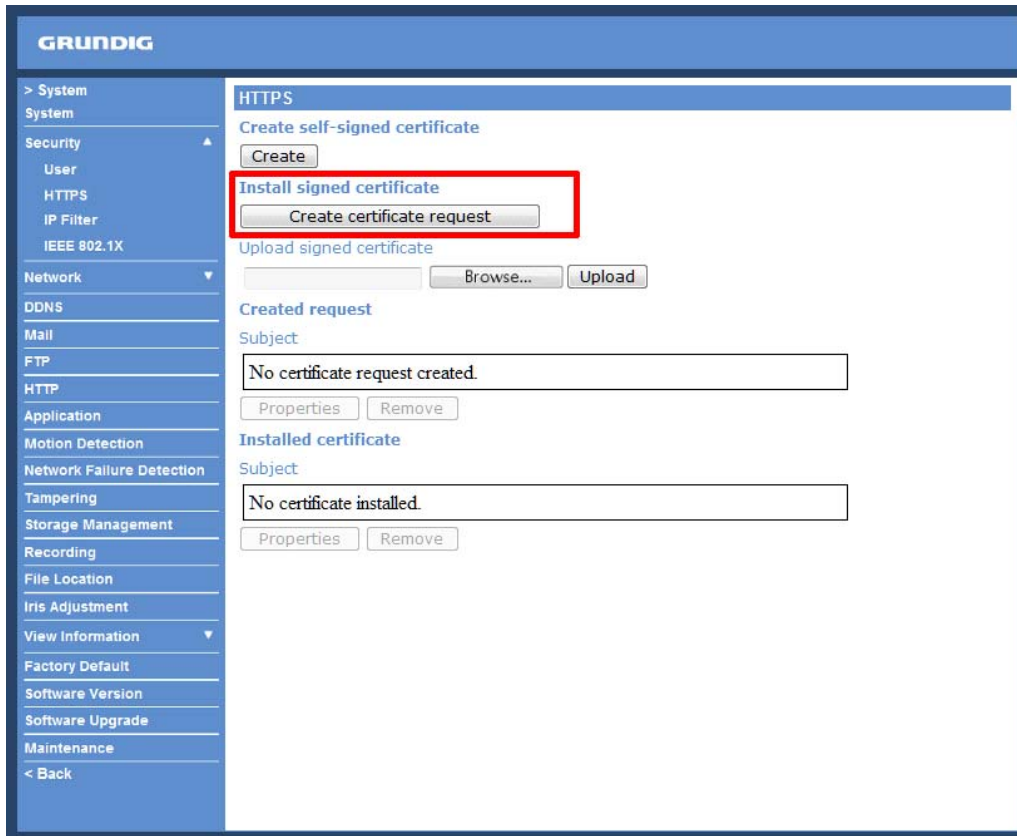 GRUNDIG
> System
System
Security
User
HTTPS
IP Filter
IEEE 802.1X
Network
DDNS
Mail
FTP
HTTP
Application
Motion Detection
Network Failure Detection
Tampering
Storage Management
Recording
File Location
Iris Adjustment
View Information
Factory Default
Software Version
Software Upgrade
Maintenance
< Back
HTTPS
Create self-signed certificate
Create
Install signed certificate
Create certificate request
Upload signed certificate
Browse... Upload
Created request
Subject
No certificate request created.
Properties Remove
Installed certificate
Subject
No certificate installed.
Properties Remove